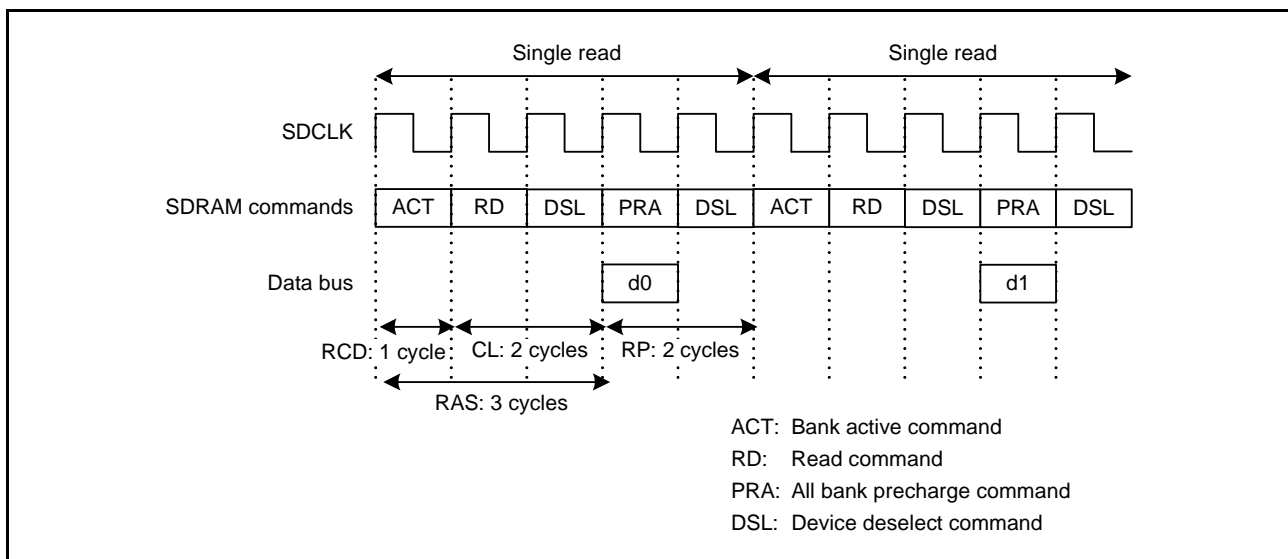 Single read Single read
SDCLK
SDRAM commands ACT RD DSL PRA DSL ACT RD DSL PRA DSL
Data bus d0 d1
RCD: 1 cycle CL: 2 cycles RP: 2 cycles
RAS: 3 cycles
ACT: Bank active command
RD: Read command
PRA: All bank precharge command
DSL: Device deselect command